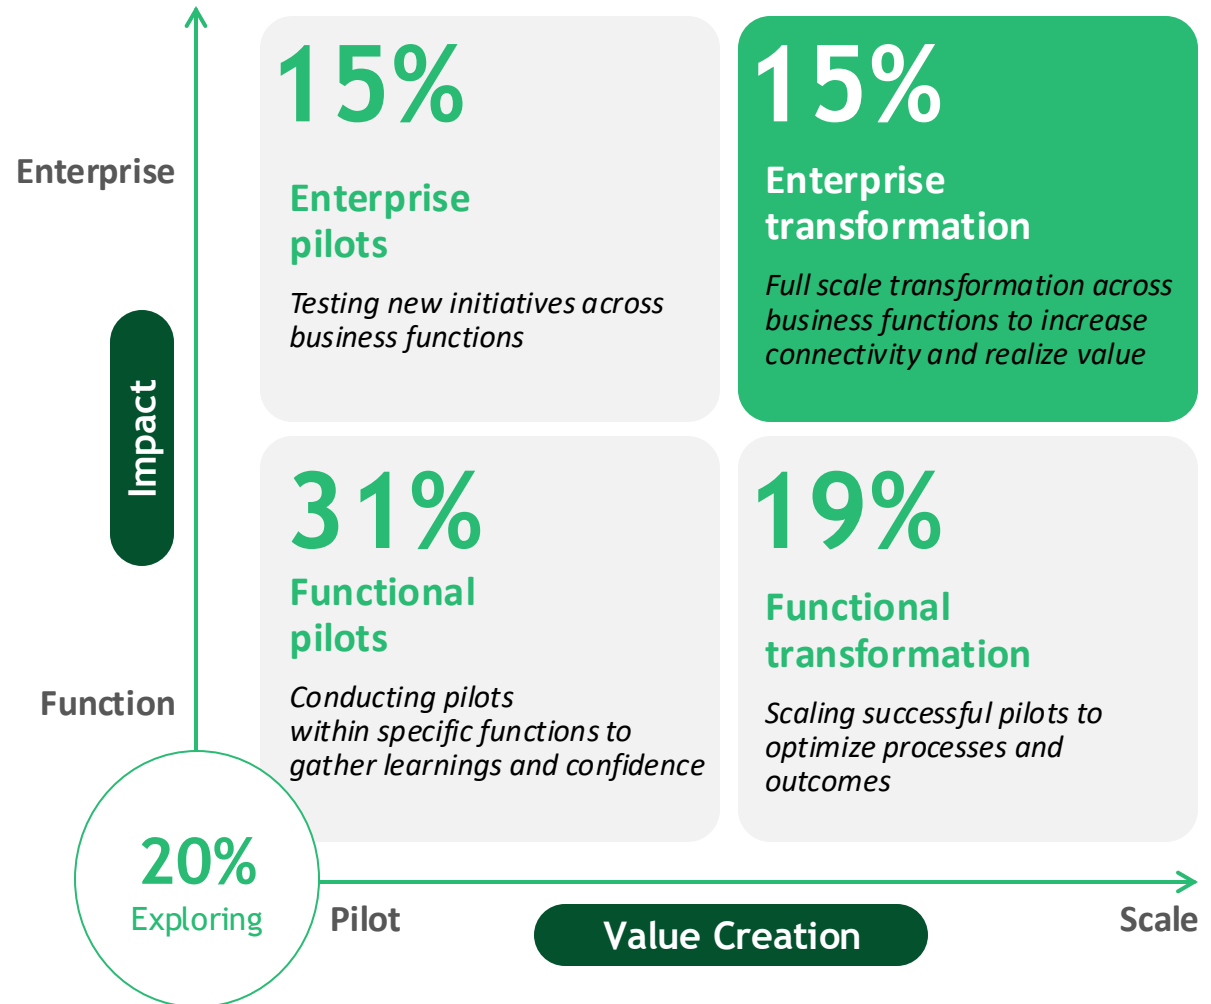 15%
Enterprise
pilots
Testing new initiatives across
business functions
15%
Enterprise
transformation
Full scale transformation across
business functions to increase
connectivity and realize value
Enterprise
Impact
Function
31%
Functional
pilots
Conducting pilots
within specific functions to
gather learnings and confidence
19%
Functional
transformation
Scaling successful pilots to
optimize processes and
outcomes
20%
Exploring
Pilot
Value Creation
Scale